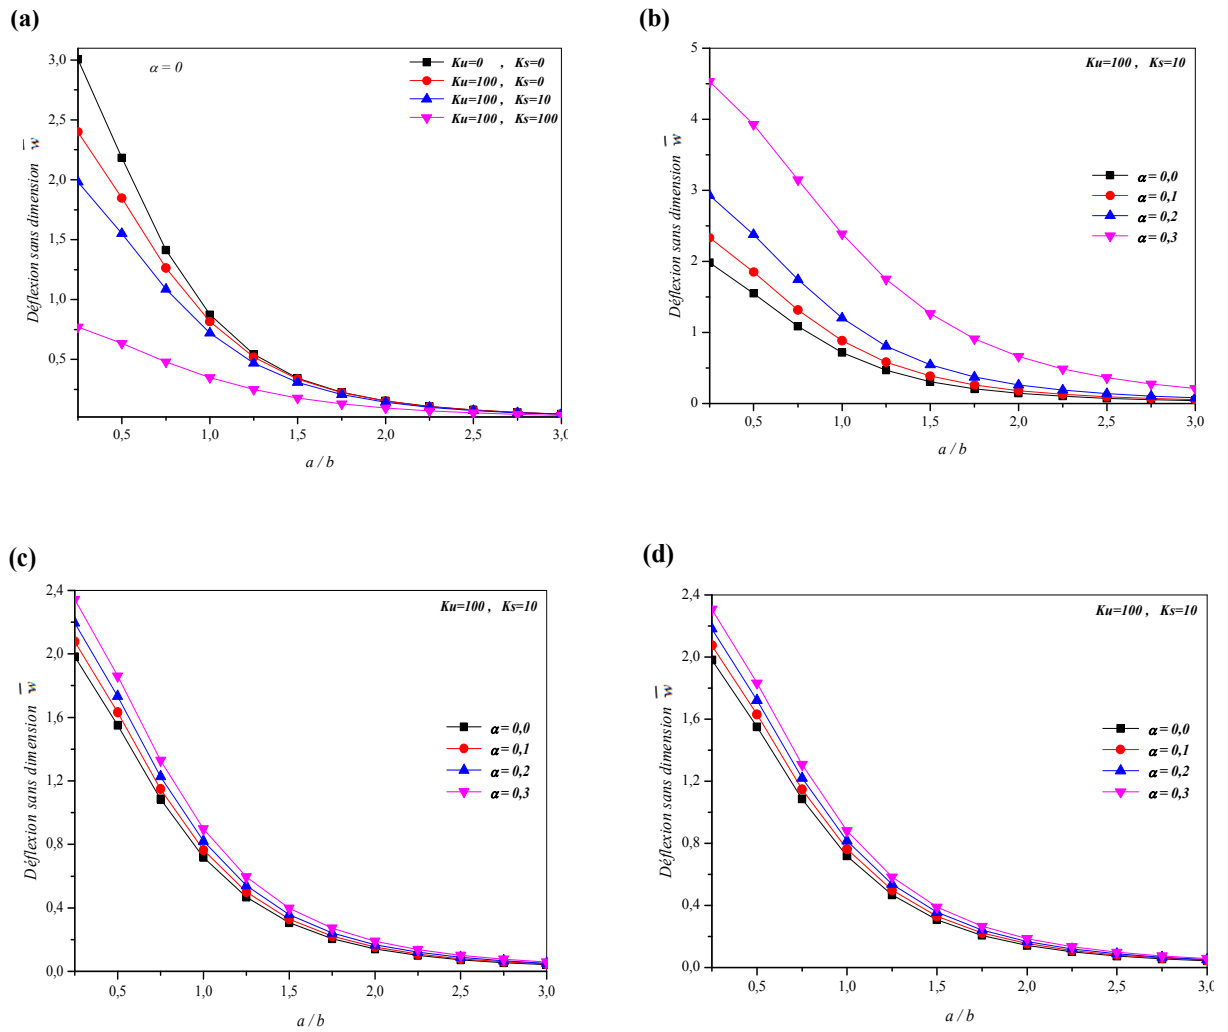 (a)
3,0
2,5
2,0
1,5
1,0
0,5
0,5
1,0
1,5
2,0
2,5
3,0
Déflexion sans dimension w̅
a / b
α = 0
Ku=0 , Ks=0
Ku=100 , Ks=0
Ku=100 , Ks=10
Ku=100 , Ks=100
(b)
5
4
3
2
1
0
0,5
1,0
1,5
2,0
2,5
3,0
Déflexion sans dimension w̅
a / b
Ku=100 , Ks=10
α = 0,0
α = 0,1
α = 0,2
α = 0,3
(c)
2,4
2,0
1,6
1,2
0,8
0,4
0,0
0,5
1,0
1,5
2,0
2,5
3,0
Déflexion sans dimension w̅
a / b
Ku=100 , Ks=10
α = 0,0
α = 0,1
α = 0,2
α = 0,3
(d)
2,4
2,0
1,6
1,2
0,8
0,4
0,0
0,5
1,0
1,5
2,0
2,5
3,0
Déflexion sans dimension w̅
a / b
Ku=100 , Ks=10
α = 0,0
α = 0,1
α = 0,2
α = 0,3